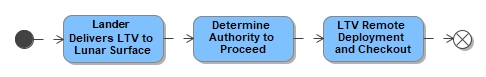 Lander
Delivers LTV to
Lunar Surface
Determine
Authority to
Proceed
LTV Remote
Deployment
and Checkout